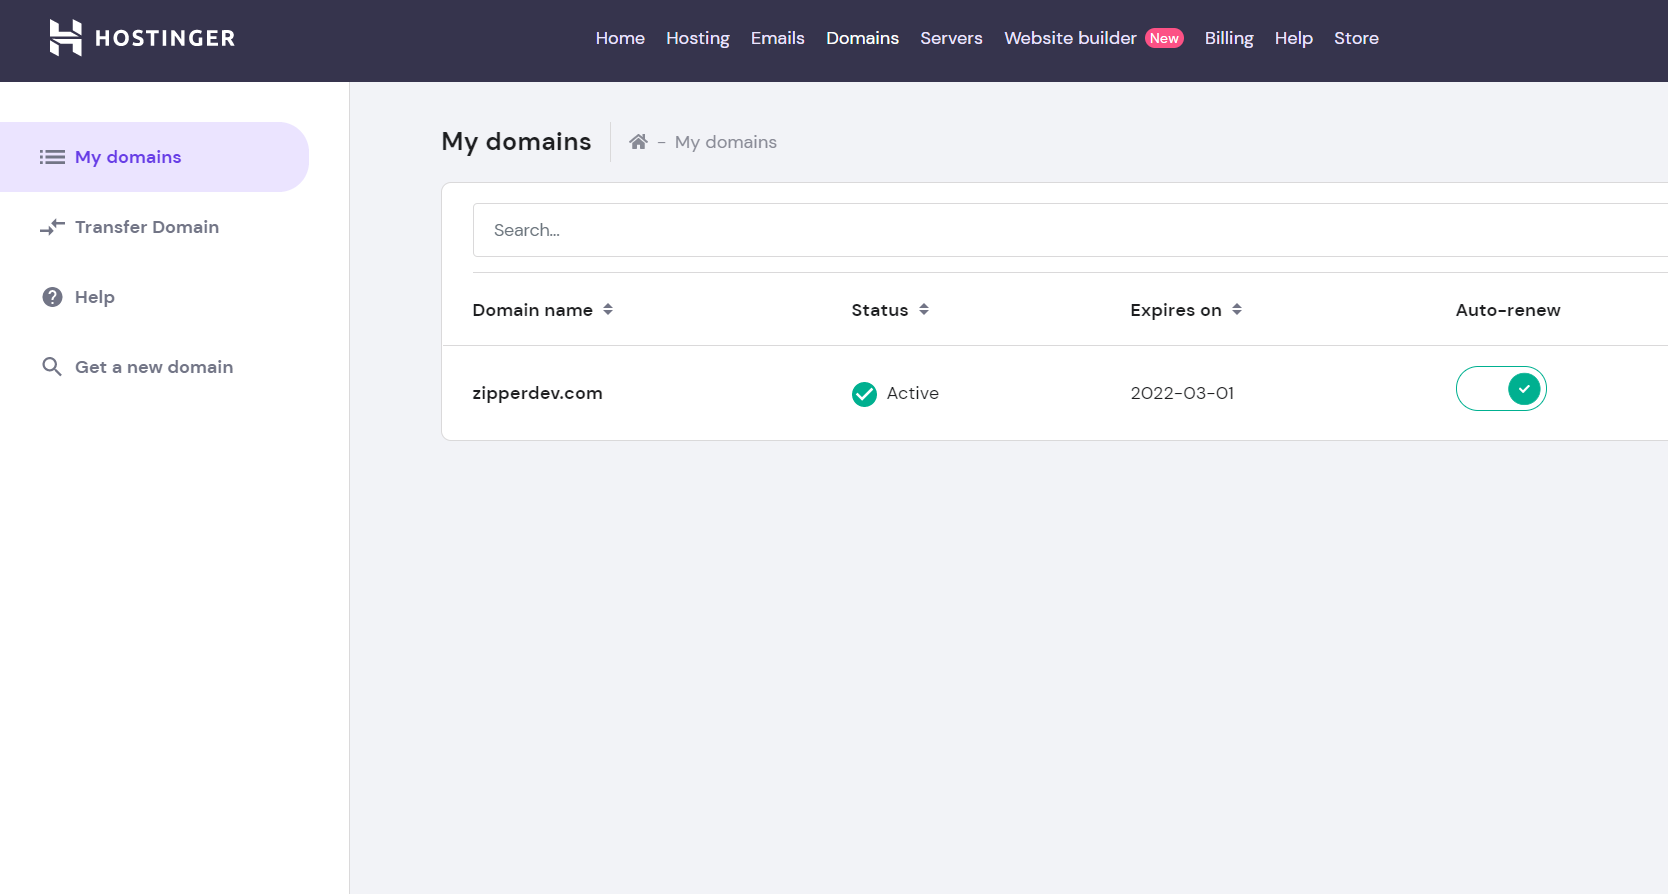 HOSTINGER
Home Hosting Emails Domains Servers Website builder New Billing Help Store
My domains
Transfer Domain
Help
Get a new domain
My domains - My domains
Search...
Domain name Status Expires on Auto-renew
zipperdev.com Active 2022-03-01